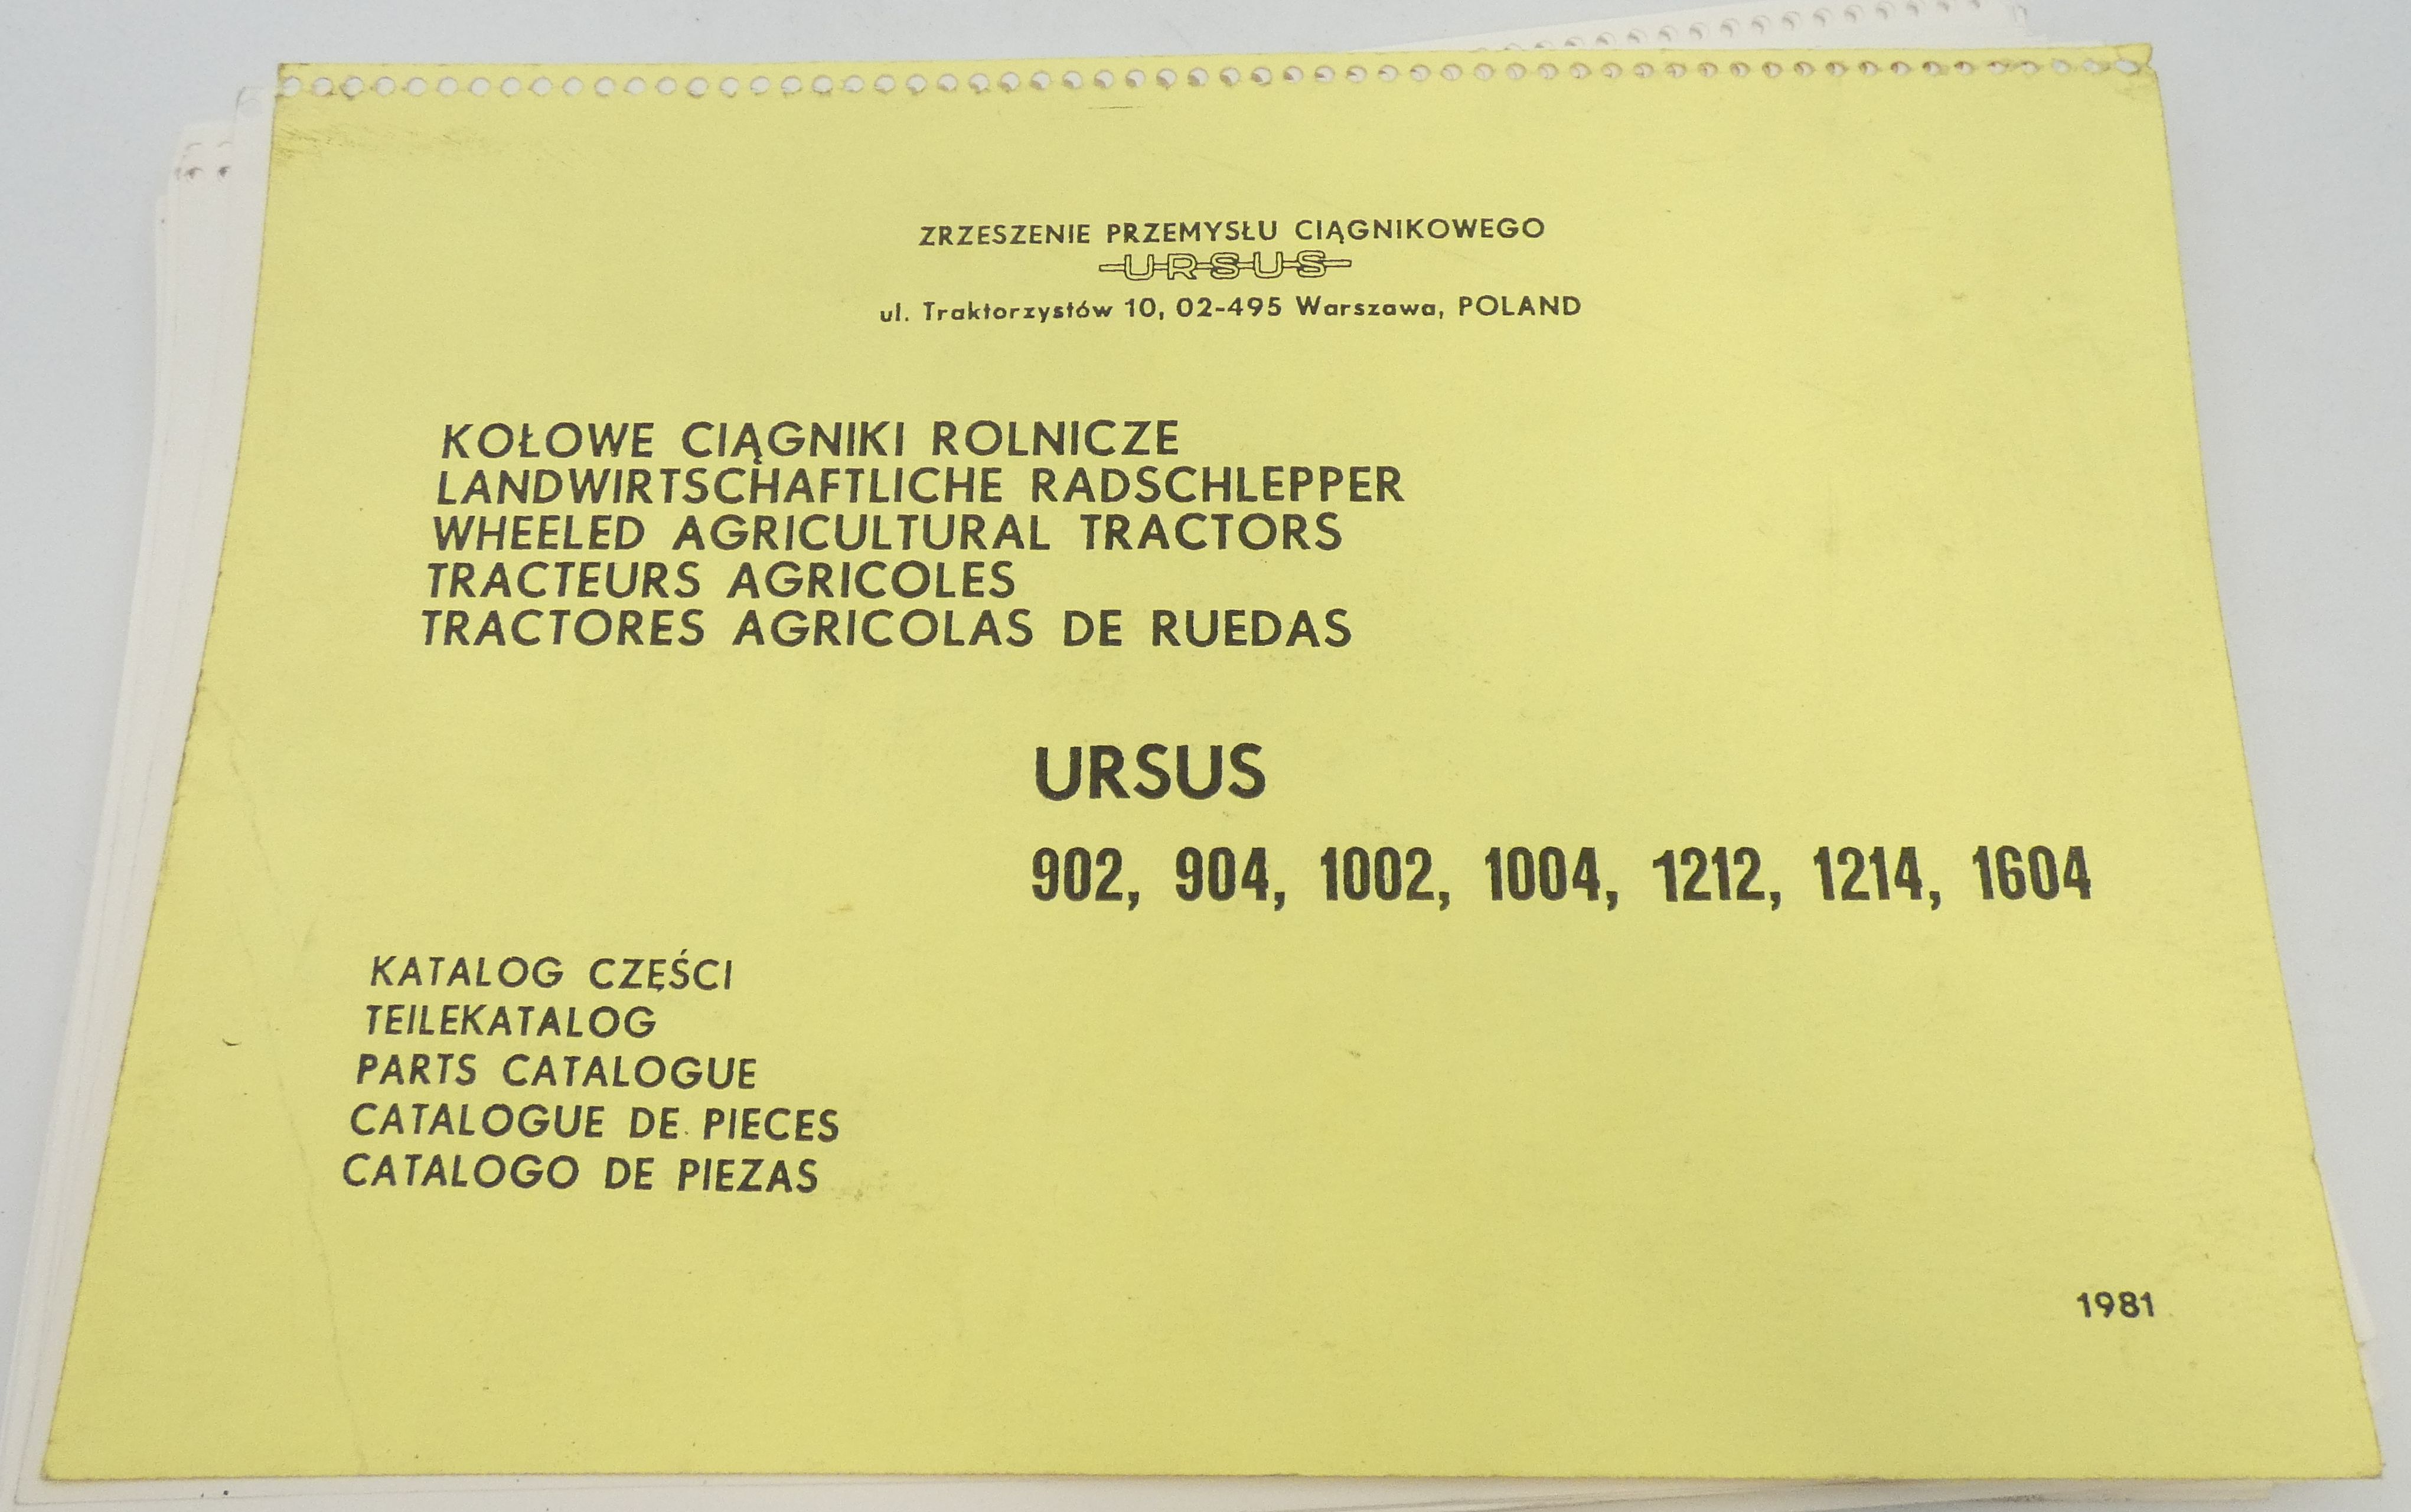 ZRZESZENIE PRZEMYSŁU CIĄGNIKOWEGO
URSUS
ul. Traktorzystów 10, 02-495 Warszawa, POLAND
KOŁOWE CIĄGNIKI ROLNICZE
LANDWIRTSCHAFTLICHE RADSCHLEPPER
WHEELED AGRICULTURAL TRACTORS
TRACTEURS AGRICOLES
TRACTORES AGRICOLAS DE RUEDAS
URSUS
902, 904, 1002, 1004, 1212, 1214, 1604
KATALOG CZĘŚCI
TEILEKATALOG
PARTS CATALOGUE
CATALOGUE DE PIECES
CATALOGO DE PIEZAS
1981